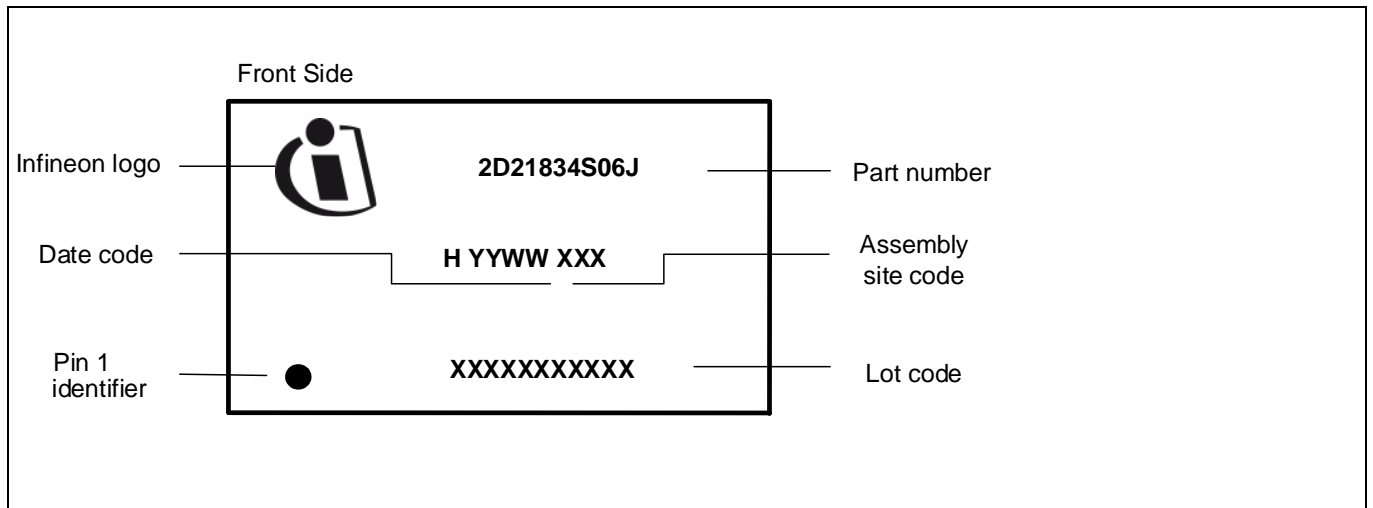 Front Side
Infineon logo
2D21834S06J
Part number
Date code
H YYWW XXX
Assembly
site code
Pin 1
identifier
XXXXXXXXXXX
Lot code